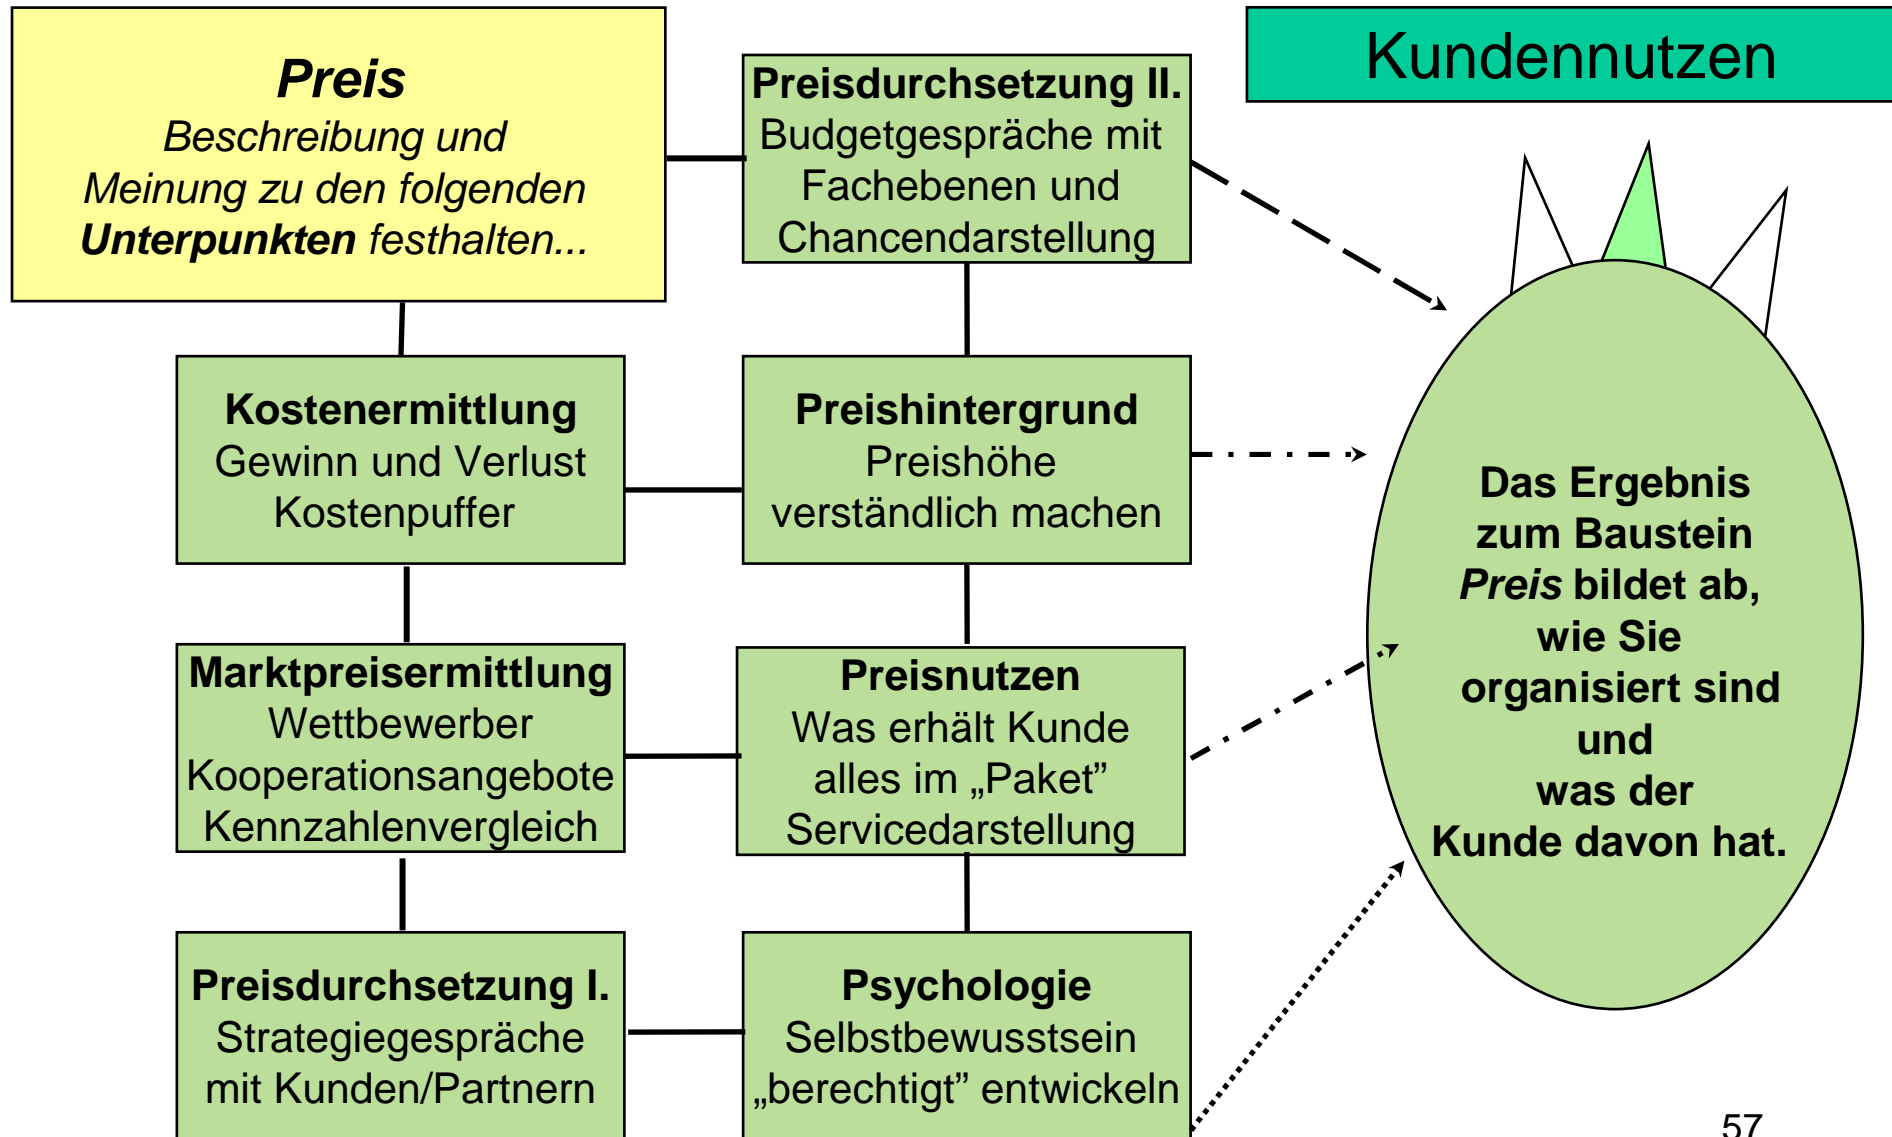 Preis
Beschreibung und
Meinung zu den folgenden
Unterpunkten festhalten...
Preisdurchsetzung II.
Budgetgespräche mit
Fachebenen und
Chancendarstellung
Kundennutzen
Kostenermittlung
Gewinn und Verlust
Kostenpuffer
Preishintergrund
Preishöhe
verständlich machen
Marktpreisermittlung
Wettbewerber
Kooperationsangebote
Kennzahlenvergleich
Preisnutzen
Was erhält Kunde
alles im „Paket”
Servicedarstellung
Preisdurchsetzung I.
Strategiegespräche
mit Kunden/Partnern
Psychologie
Selbstbewusstsein
„berechtigt” entwickeln
Das Ergebnis
zum Baustein
Preis bildet ab,
wie Sie
organisiert sind
und
was der
Kunde davon hat.
57